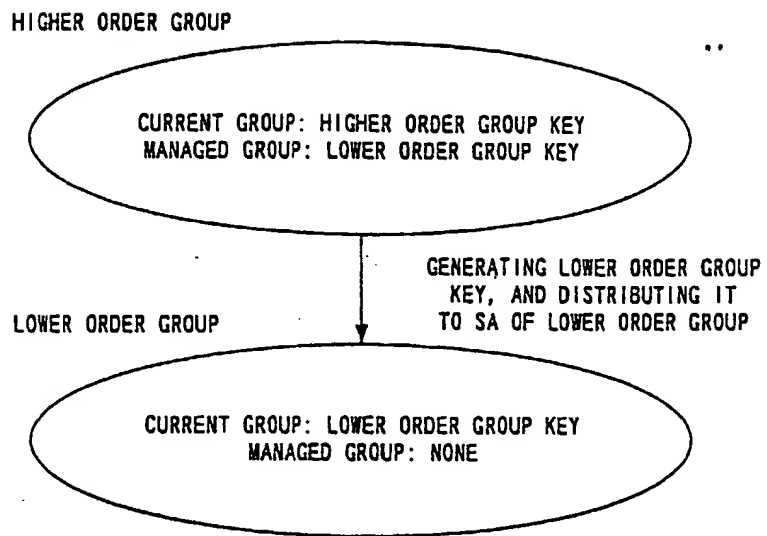 HIGHER ORDER GROUP
CURRENT GROUP: HIGHER ORDER GROUP KEY
MANAGED GROUP: LOWER ORDER GROUP KEY
GENERATING LOWER ORDER GROUP
KEY, AND DISTRIBUTING IT
TO SA OF LOWER ORDER GROUP
LOWER ORDER GROUP
CURRENT GROUP: LOWER ORDER GROUP KEY
MANAGED GROUP: NONE